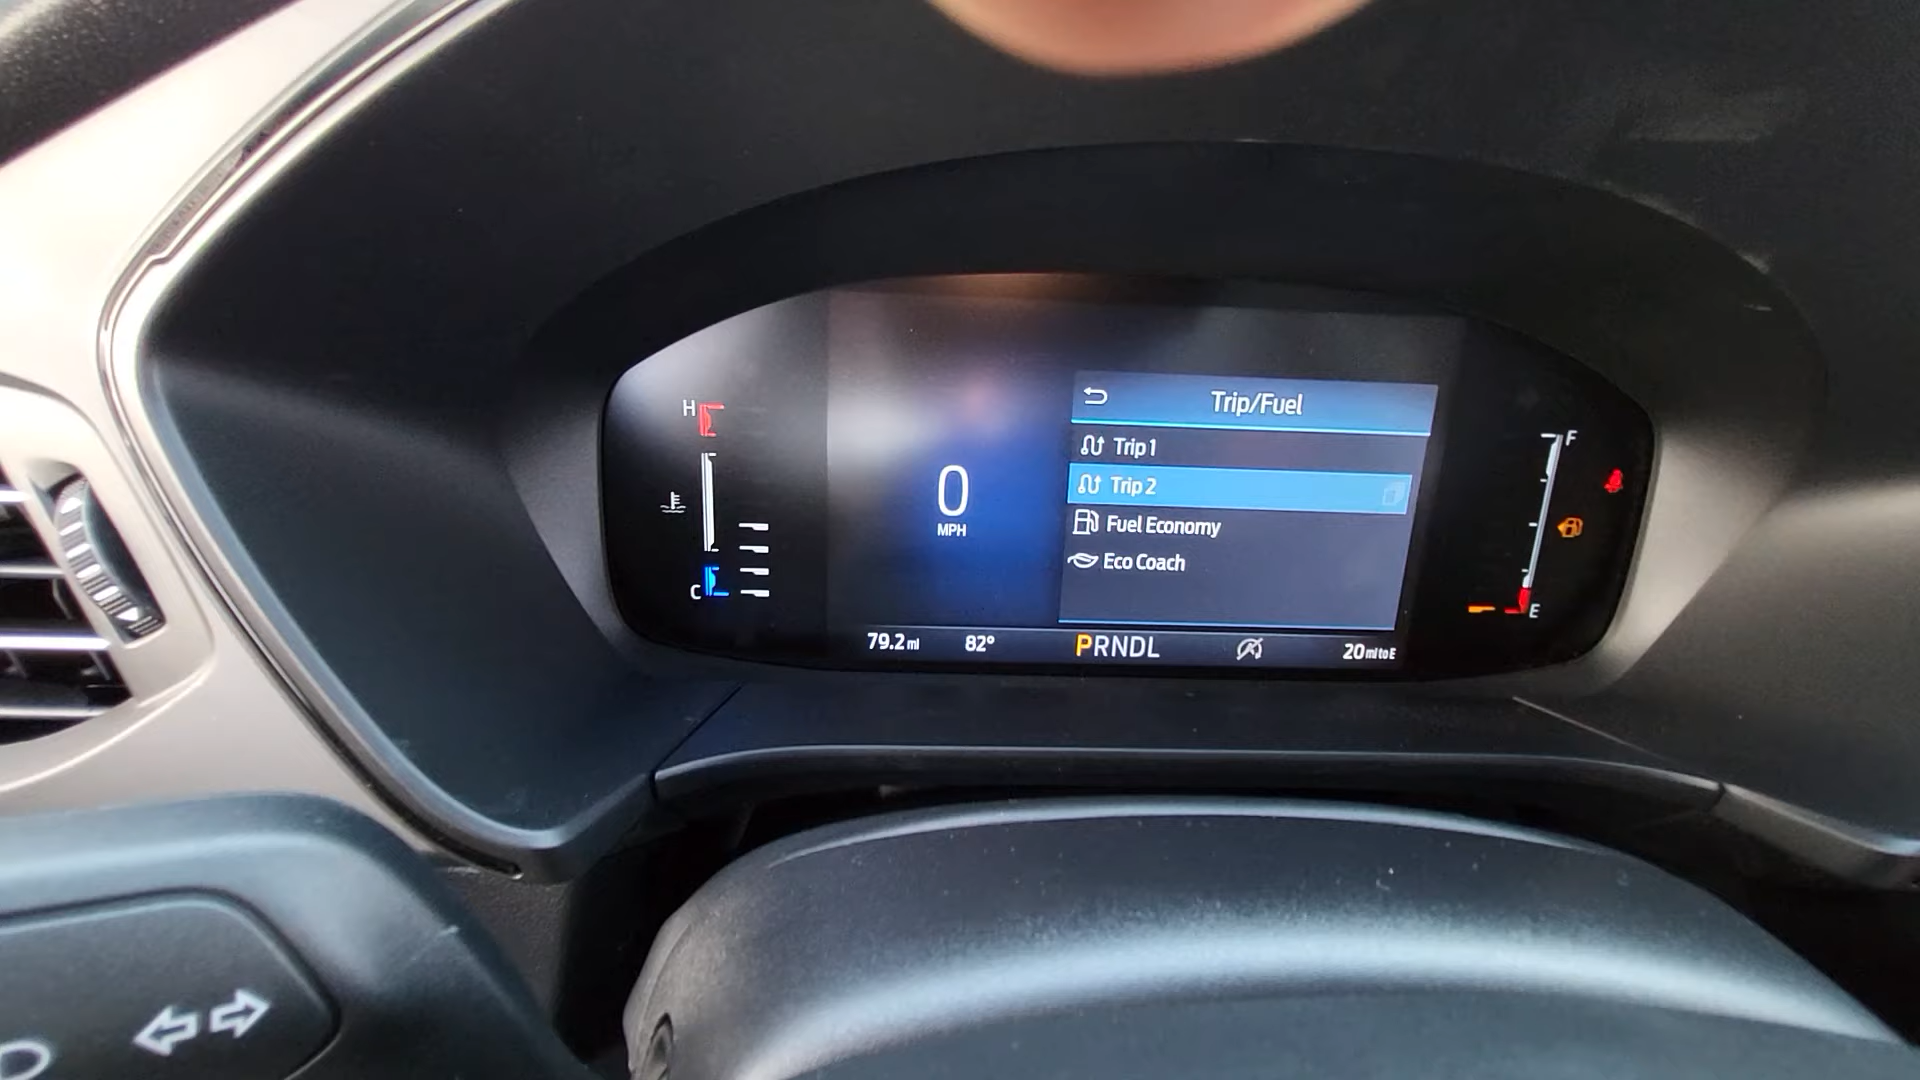 H
C
0
MPH
Trip/Fuel
Trip 1
Trip 2
Fuel Economy
Eco Coach
F
E
79.2 mi 82° PRNDL 20 mi to E